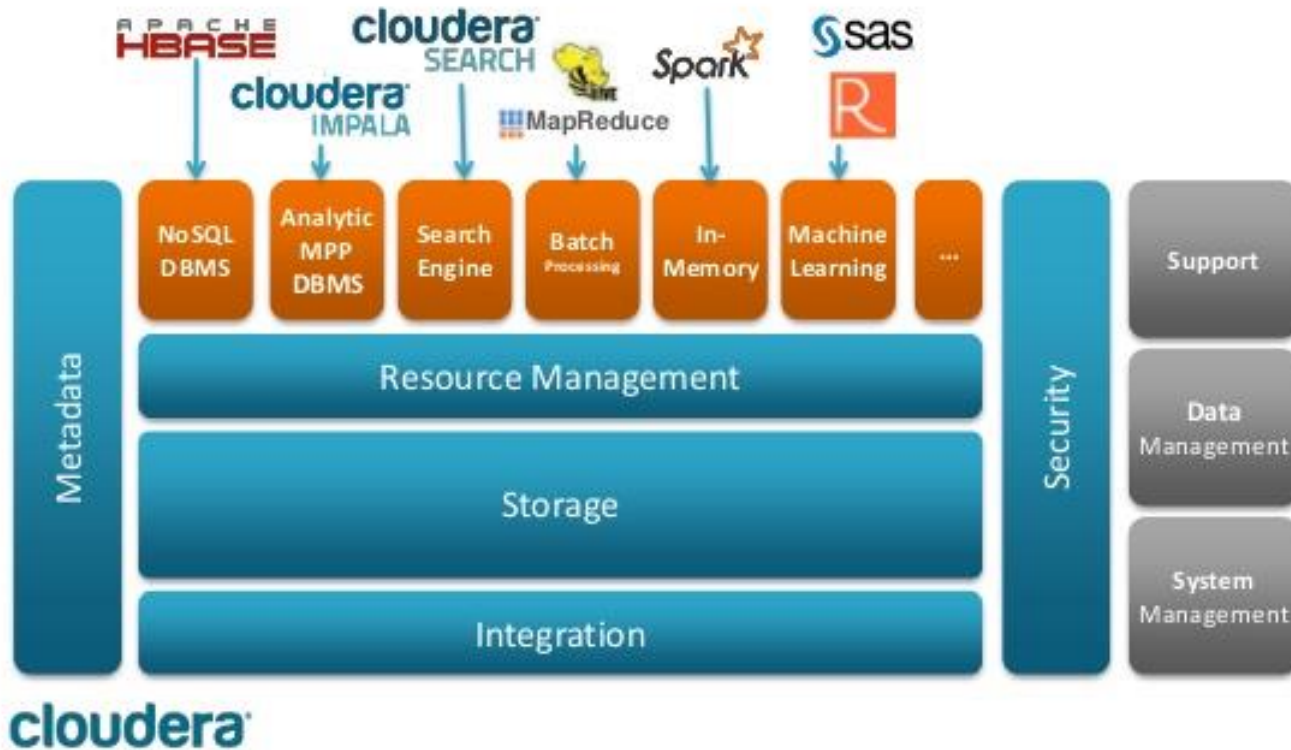 APACHE
HBASE
cloudera
IMPALA
cloudera
SEARCH
HIVE
MapReduce
Spark
sas
R
Metadata
NoSQL
DBMS
Analytic
MPP
DBMS
Search
Engine
Batch
Processing
In-
Memory
Machine
Learning
...
Resource Management
Storage
Integration
Security
Support
Data
Management
System
Management
cloudera